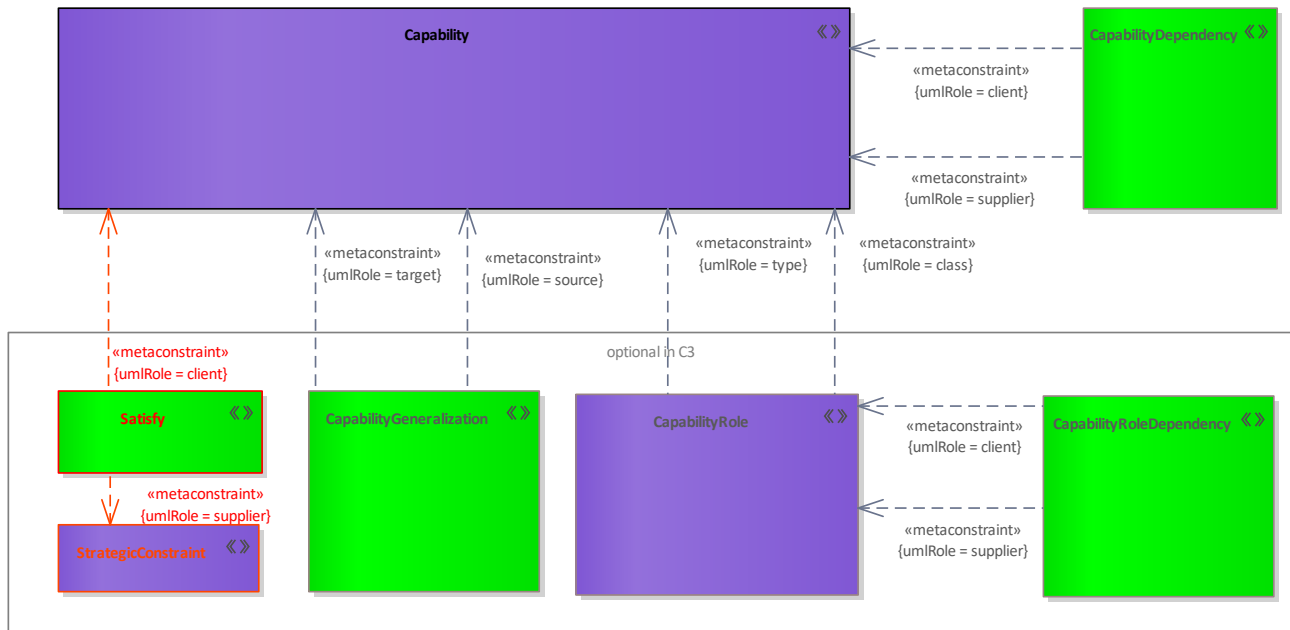 Capability
CapabilityDependency
«metaconstraint»
{umlRole = client}
«metaconstraint»
{umlRole = supplier}
«metaconstraint»
{umlRole = target}
«metaconstraint»
{umlRole = source}
«metaconstraint»
{umlRole = type}
«metaconstraint»
{umlRole = class}
optional in C3
«metaconstraint»
{umlRole = client}
Satisfy
CapabilityGeneralization
CapabilityRole
CapabilityRoleDependency
«metaconstraint»
{umlRole = client}
«metaconstraint»
{umlRole = supplier}
StrategicConstraint
«metaconstraint»
{umlRole = supplier}